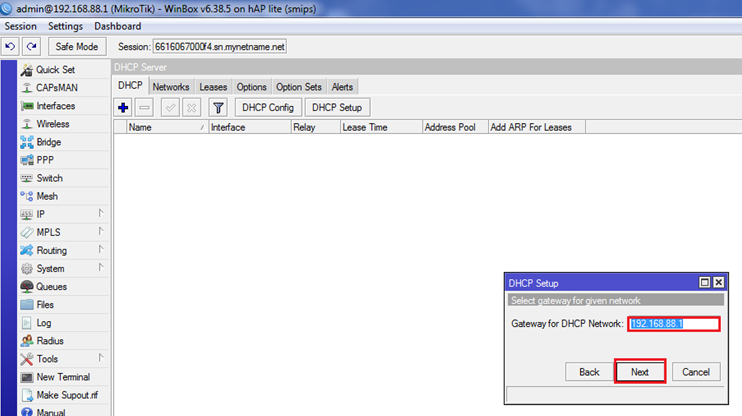 admin@192.168.88.1 (MikroTik) - WinBox v6.38.5 on hAP lite (smips)
Session Settings Dashboard
Safe Mode Session: 6616067000f4.sn.mynetname.net
Quick Set
CAPsMAN
Interfaces
Wireless
Bridge
PPP
Switch
Mesh
IP
MPLS
Routing
System
Queues
Files
Log
Radius
Tools
New Terminal
Make Supout.rif
Manual
DHCP Server
DHCP Networks Leases Options Option Sets Alerts
DHCP Config DHCP Setup
Name / Interface Relay Lease Time Address Pool Add ARP For Leases
DHCP Setup
Select gateway for given network
Gateway for DHCP Network: 192.168.88.1
Back Next Cancel